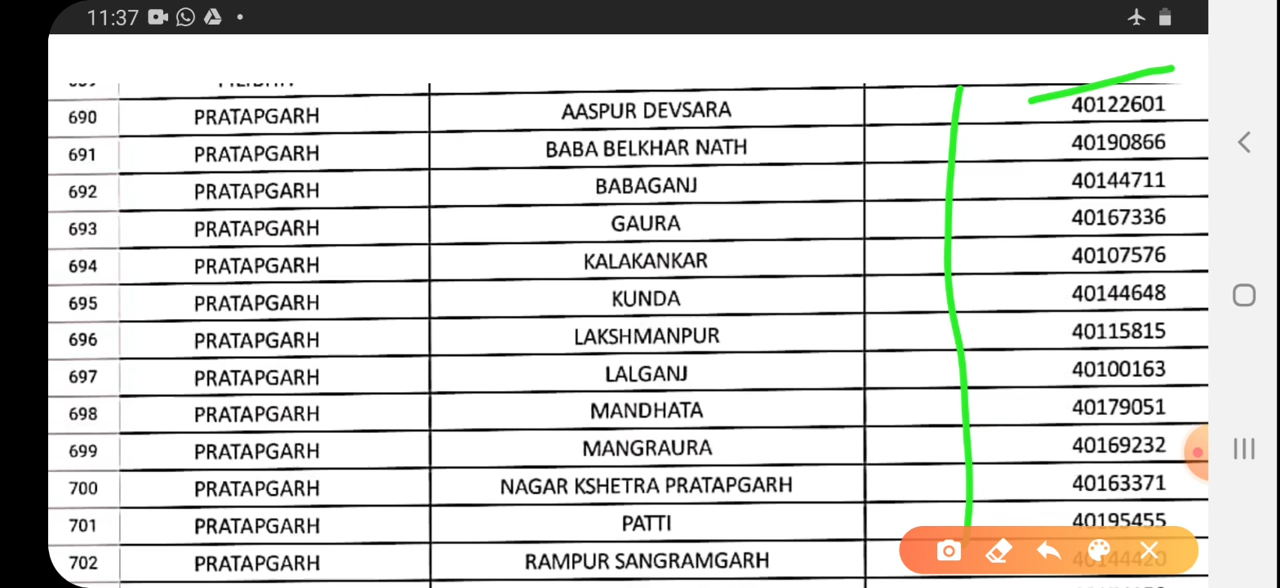 11:37
690 PRATAPGARH AASPUR DEVSARA 40122601
691 PRATAPGARH BABA BELKHAR NATH 40190866
692 PRATAPGARH BABAGANJ 40144711
693 PRATAPGARH GAURA 40167336
694 PRATAPGARH KALAKANKAR 40107576
695 PRATAPGARH KUNDA 40144648
696 PRATAPGARH LAKSHMANPUR 40115815
697 PRATAPGARH LALGANJ 40100163
698 PRATAPGARH MANDHATA 40179051
699 PRATAPGARH MANGRAURA 40169232
700 PRATAPGARH NAGAR KSHETRA PRATAPGARH 40163371
701 PRATAPGARH PATTI 40195455
702 PRATAPGARH RAMPUR SANGRAMGARH